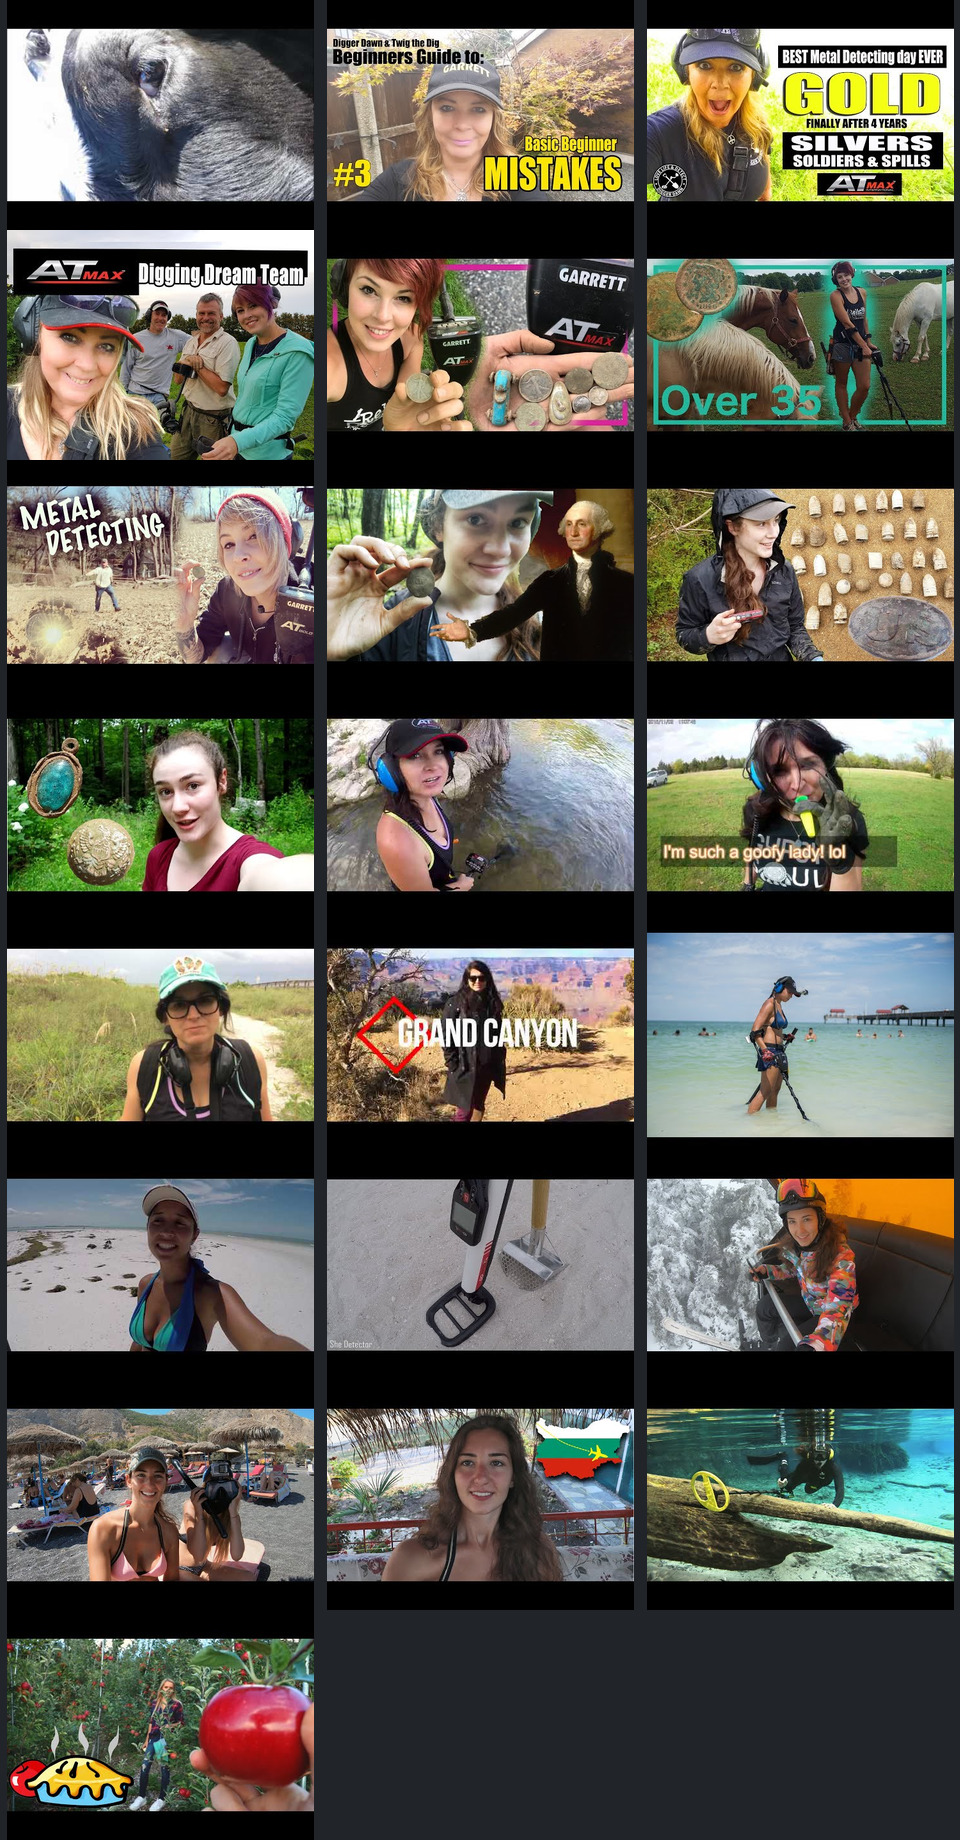 Digger Dawn & Twig the Dig
Beginners Guide to:
GARRETT
Basic Beginner
#3
MISTAKES
BEST Metal Detecting day EVER
GOLD
FINALLY AFTER 4 YEARS
SILVERS
SOLDIERS & SPILLS
AT MAX
AT MAX
Digging Dream Team
GARRETT
AT MAX
GARRETT
AT MAX
Over 35
METAL
DETECTING
GARRETT
AT
AT
I'm such a goofy lady! lol
GRAND CANYON
She Detector